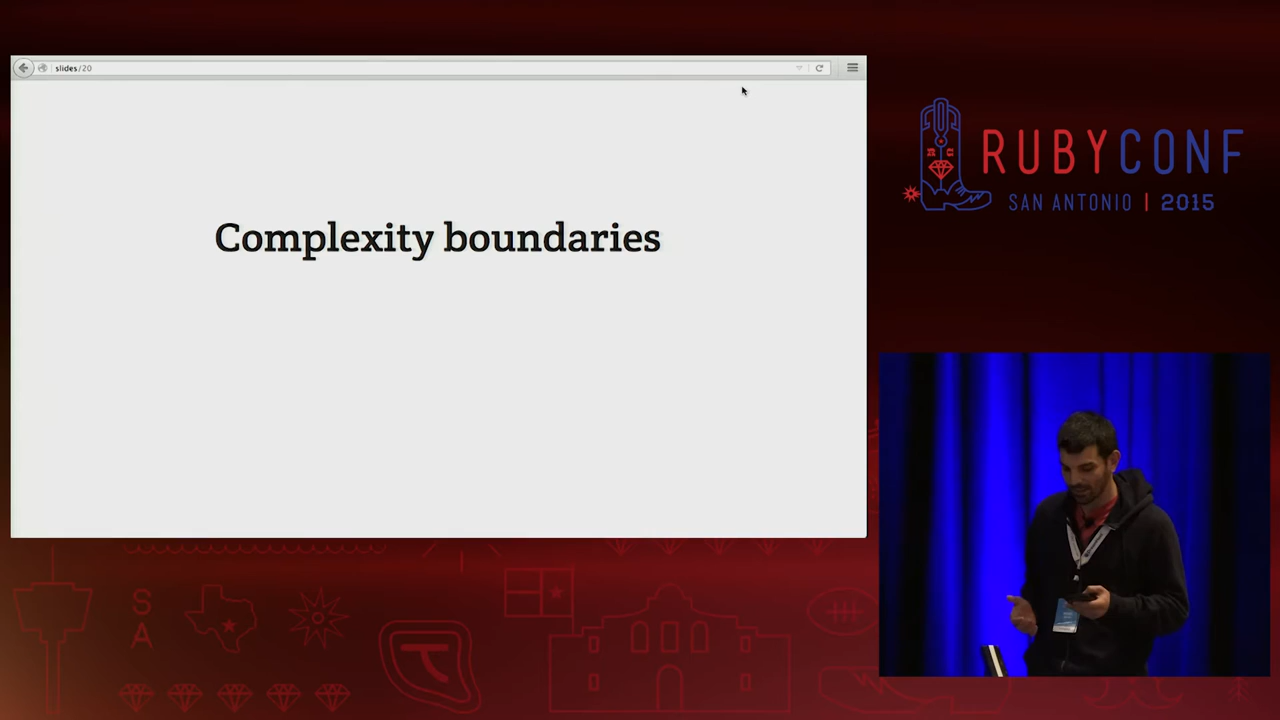 slides/20
Complexity boundaries
RUBYCONF
SAN ANTONIO | 2015
S
A